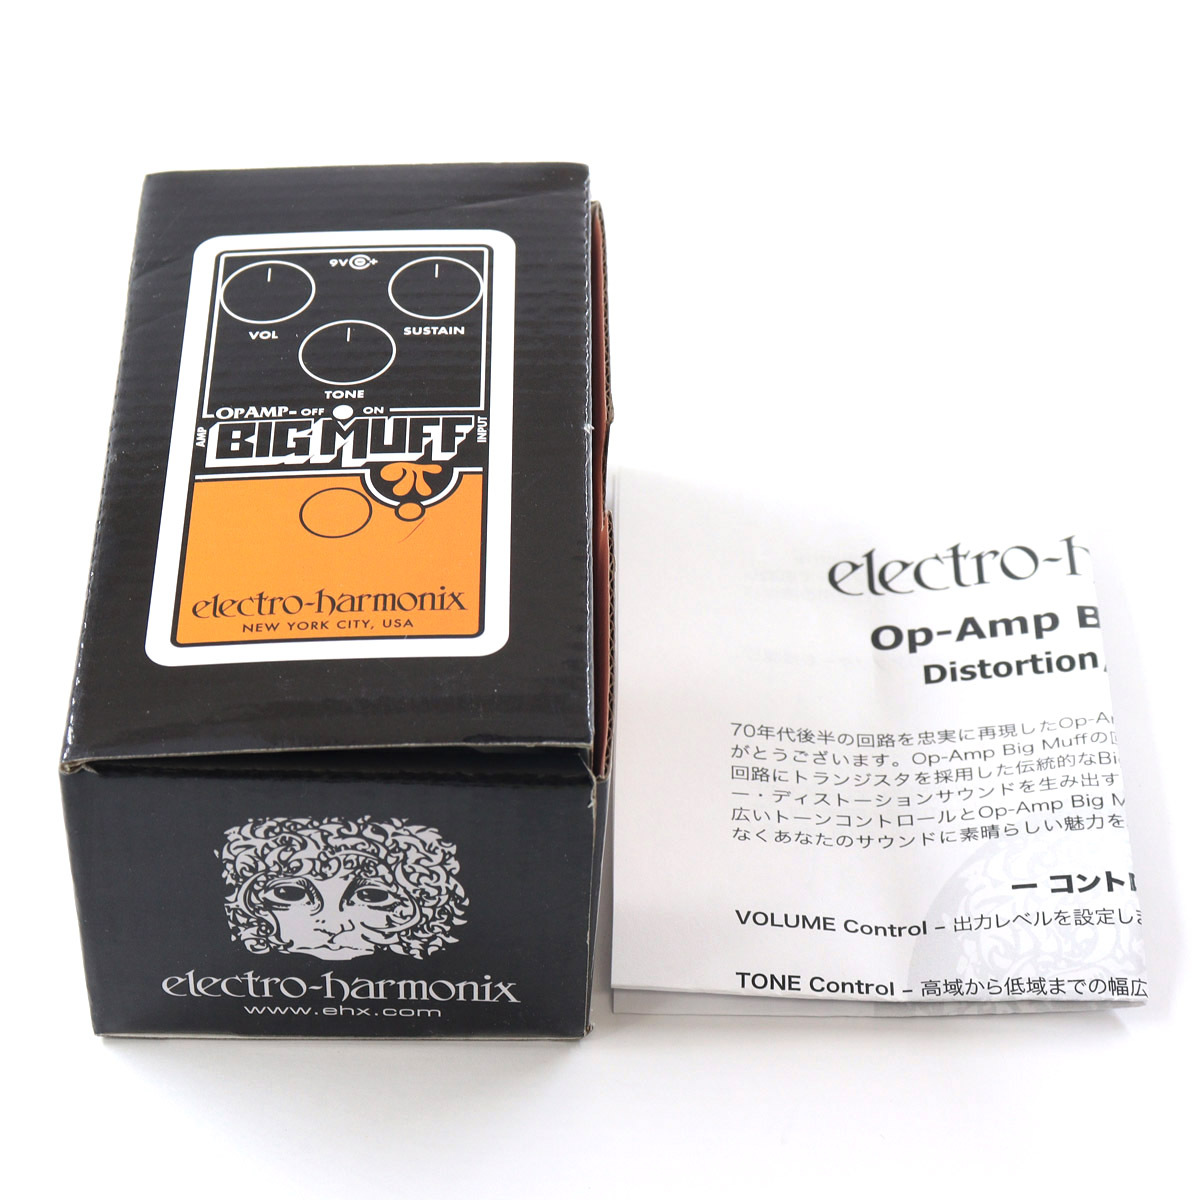 9V
VOL
SUSTAIN
TONE
OP AMP- OFF ON
AMP
BIG MUFF
INPUT
π
electro-harmonix
NEW YORK CITY, USA
electro-harmonix
www.ehx.com
electro-h
Op-Amp B
Distortion
70年代後半の回路を忠実に再現したOp-A
がとうございます。Op-Amp Big Muffの
回路にトランジスタを採用した伝統的なBi
ー・ディストーションサウンドを生み出す
広いトーンコントロールとOp-Amp Big M
なくあなたのサウンドに素晴らしい魅力を
ー コント
VOLUME Control – 出力レベルを設定しま
TONE Control – 高域から低域までの幅広